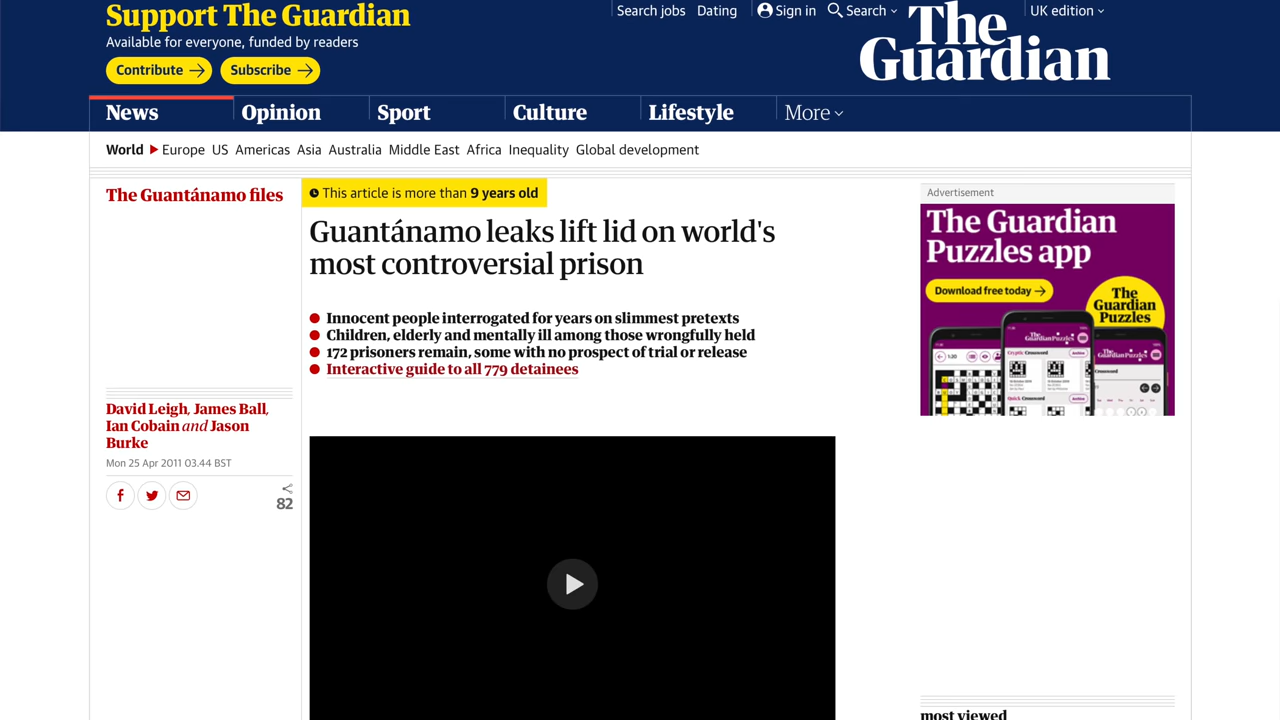 Support The Guardian
Available for everyone, funded by readers
Contribute
Subscribe
Search jobs
Dating
Sign in
Search
UK edition
The
Guardian
News
Opinion
Sport
Culture
Lifestyle
More
World
Europe
US
Americas
Asia
Australia
Middle East
Africa
Inequality
Global development
The Guantánamo files
This article is more than 9 years old
Guantánamo leaks lift lid on world's
most controversial prison
Innocent people interrogated for years on slimmest pretexts
Children, elderly and mentally ill among those wrongfully held
172 prisoners remain, some with no prospect of trial or release
Interactive guide to all 779 detainees
David Leigh, James Ball,
Ian Cobain and Jason
Burke
Mon 25 Apr 2011 03.44 BST
82
Advertisement
The Guardian
Puzzles app
Download free today
The
Guardian
Puzzles
most viewed